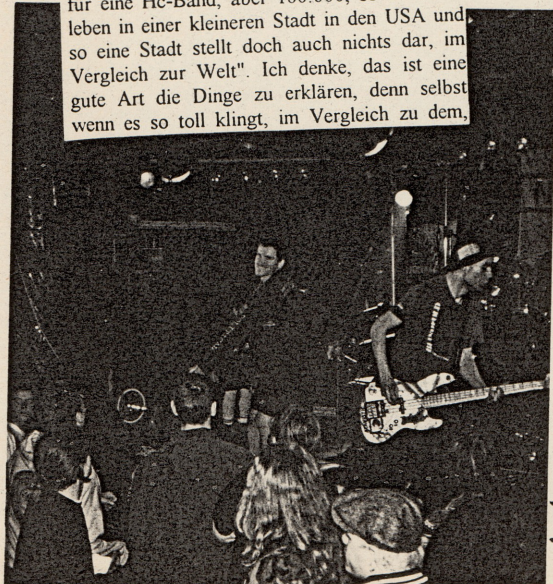 für eine HC-Band, aber 100.000,
leben in einer kleineren Stadt in den USA und
so eine Stadt stellt doch auch nichts dar, im
Vergleich zur Welt". Ich denke, das ist eine
gute Art die Dinge zu erklären, denn selbst
wenn es so toll klingt, im Vergleich zu dem,